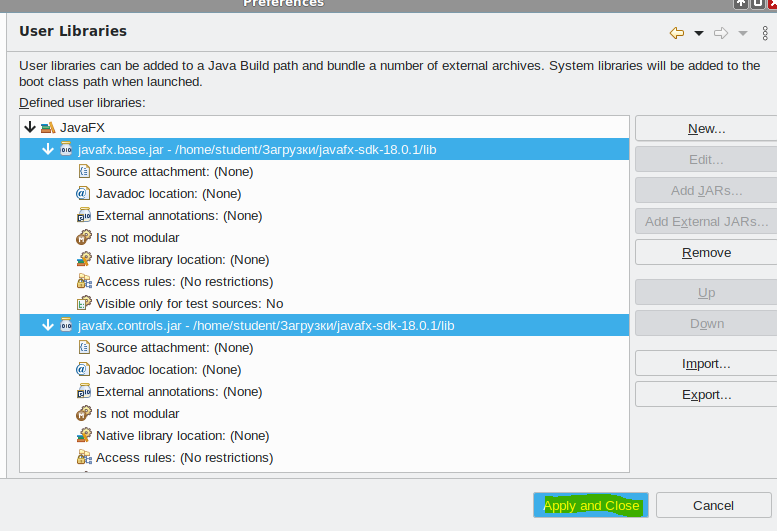 Preferences
User Libraries
User libraries can be added to a Java Build path and bundle a number of external archives. System libraries will be added to the
boot class path when launched.
Defined user libraries:
JavaFX
javafx.base.jar - /home/student/Загрузки/javafx-sdk-18.0.1/lib
Source attachment: (None)
Javadoc location: (None)
External annotations: (None)
Is not modular
Native library location: (None)
Access rules: (No restrictions)
Visible only for test sources: No
javafx.controls.jar - /home/student/Загрузки/javafx-sdk-18.0.1/lib
Source attachment: (None)
Javadoc location: (None)
External annotations: (None)
Is not modular
Native library location: (None)
Access rules: (No restrictions)
New...
Edit...
Add JARs...
Add External JARs...
Remove
Up
Down
Import...
Export...
Apply and Close
Cancel